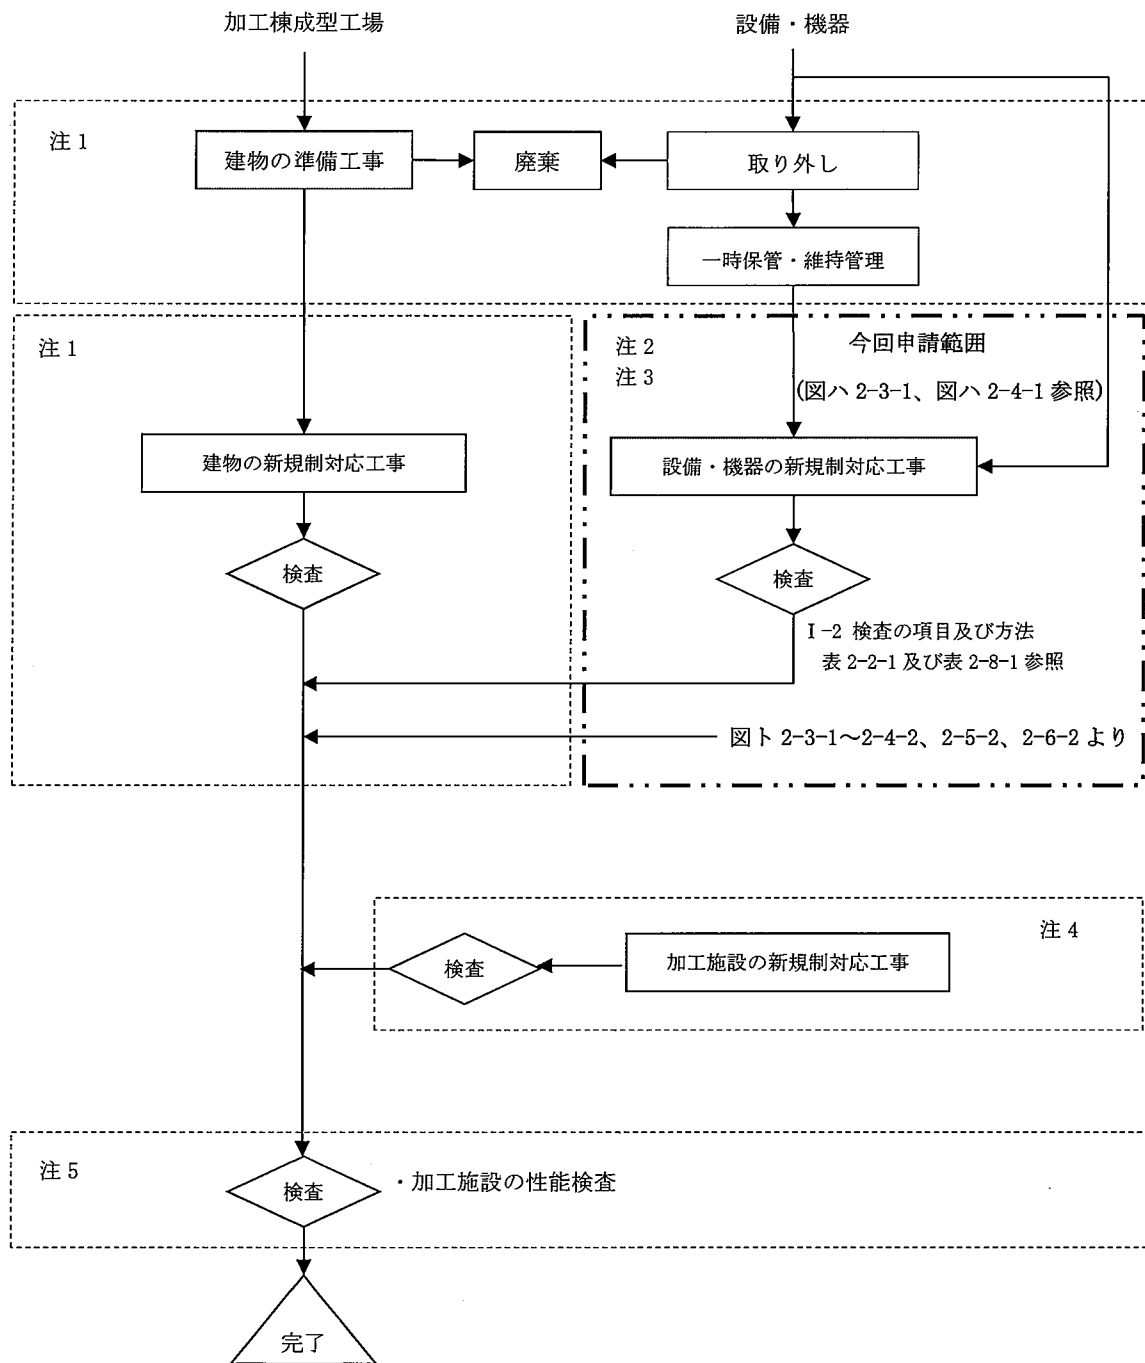 加工棟成型工場
設備・機器
注 1
建物の準備工事
廃棄
取り外し
一時保管・維持管理
注 1
注 2
注 3
今回申請範囲
(図ハ 2-3-1、図ハ 2-4-1 参照)
建物の新規制対応工事
設備・機器の新規制対応工事
検査
検査
Ⅰ-2 検査の項目及び方法
表 2-2-1 及び表 2-8-1 参照
図ト 2-3-1～2-4-2、2-5-2、2-6-2 より
注 4
検査
加工施設の新規制対応工事
注 5
検査
・加工施設の性能検査
完了